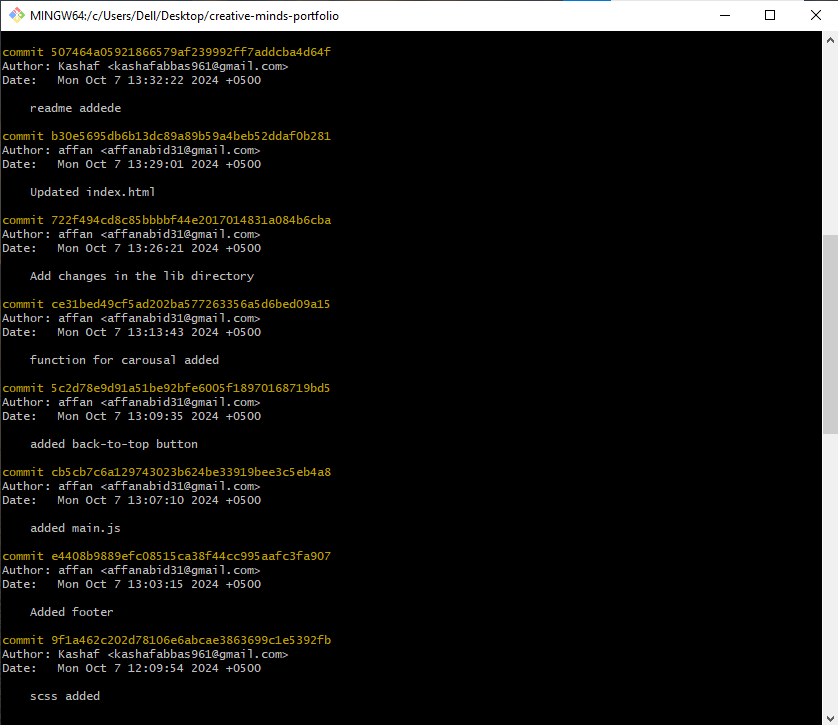 MINGW64:/c/Users/Dell/Desktop/creative-minds-portfolio
commit 507464a05921866579af239992ff7addcba4d64f
Author: Kashaf <kashafabbas961@gmail.com>
Date:   Mon Oct 7 13:32:22 2024 +0500
readme addede
commit b30e5695db6b13dc89a89b59a4beb52ddaf0b281
Author: affan <affanabid31@gmail.com>
Date:   Mon Oct 7 13:29:01 2024 +0500
Updated index.html
commit 722f494cd8c85bbbbf44e2017014831a084b6cba
Author: affan <affanabid31@gmail.com>
Date:   Mon Oct 7 13:26:21 2024 +0500
Add changes in the lib directory
commit ce31bed49cf5ad202ba577263356a5d6bed09a15
Author: affan <affanabid31@gmail.com>
Date:   Mon Oct 7 13:13:43 2024 +0500
function for carousal added
commit 5c2d78e9d91a51be92bfe6005f18970168719bd5
Author: affan <affanabid31@gmail.com>
Date:   Mon Oct 7 13:09:35 2024 +0500
added back-to-top button
commit cb5cb7c6a129743023b624be33919bee3c5eb4a8
Author: affan <affanabid31@gmail.com>
Date:   Mon Oct 7 13:07:10 2024 +0500
added main.js
commit e4408b9889efc08515ca38f44cc995aafc3fa907
Author: affan <affanabid31@gmail.com>
Date:   Mon Oct 7 13:03:15 2024 +0500
Added footer
commit 9f1a462c202d78106e6abcae3863699c1e5392fb
Author: Kashaf <kashafabbas961@gmail.com>
Date:   Mon Oct 7 12:09:54 2024 +0500
scss added